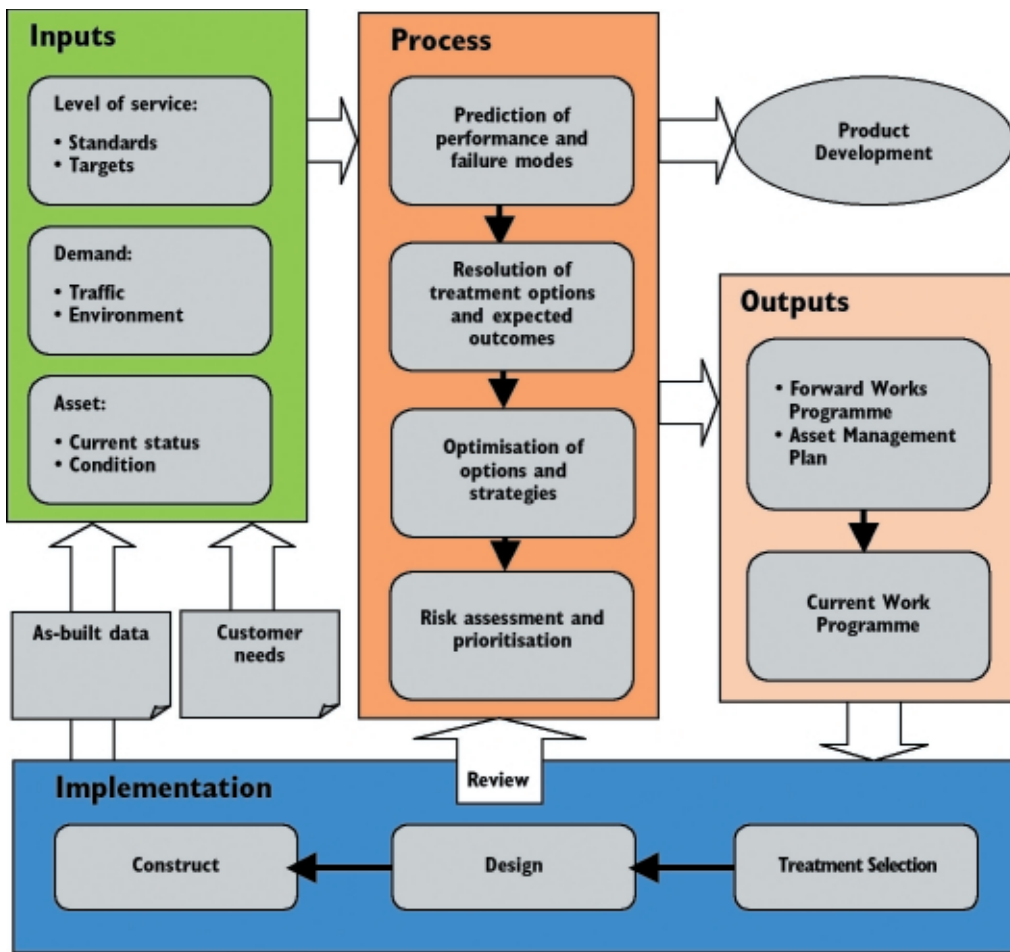 Inputs
Level of service:
• Standards
• Targets
Demand:
• Traffic
• Environment
Asset:
• Current status
• Condition
As-built data
Customer
needs
Process
Prediction of
performance and
failure modes
Resolution of
treatment options
and expected
outcomes
Optimisation of
options and
strategies
Risk assessment and
prioritisation
Product
Development
Outputs
• Forward Works
Programme
• Asset Management
Plan
Current Work
Programme
Review
Implementation
Construct
Design
Treatment Selection